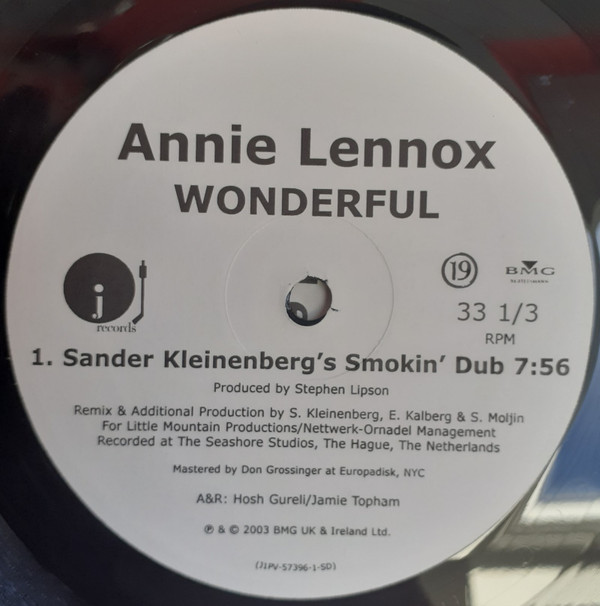 Annie Lennox
WONDERFUL
j
records
19
BMG
33 1/3
RPM
1. Sander Kleinenberg's Smokin' Dub 7:56
Produced by Stephen Lipson
Remix & Additional Production by S. Kleinenberg, E. Kalberg & S. Moljin
For Little Mountain Productions/Nettwerk-Ornadel Management
Recorded at The Seashore Studios, The Hague, The Netherlands
Mastered by Don Grossinger at Europadisk, NYC
A&R: Hosh Gureli/Jamie Topham
℗ & © 2003 BMG UK & Ireland Ltd.
(J1PV-57396-1-SD)